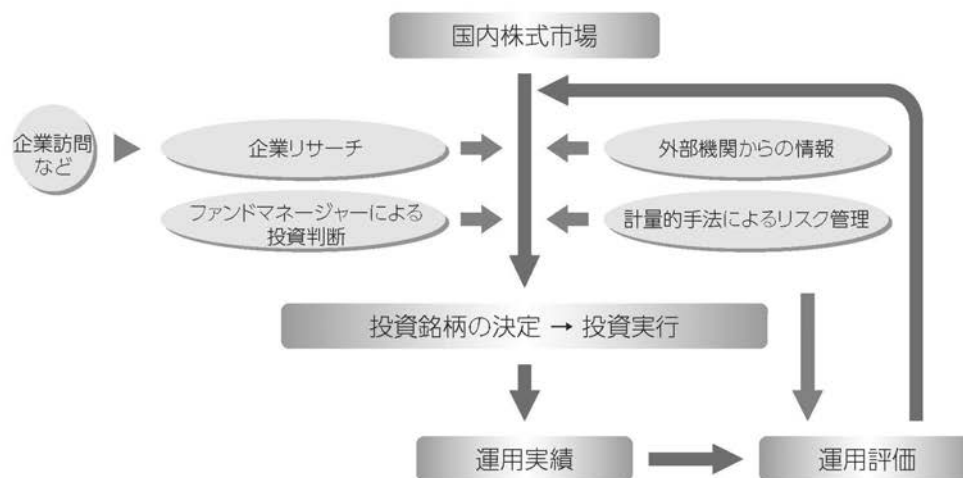 国内株式市場
企業訪問
など
企業リサーチ
外部機関からの情報
ファンドマネージャーによる
投資判断
計量的手法によるリスク管理
投資銘柄の決定 → 投資実行
運用実績
運用評価